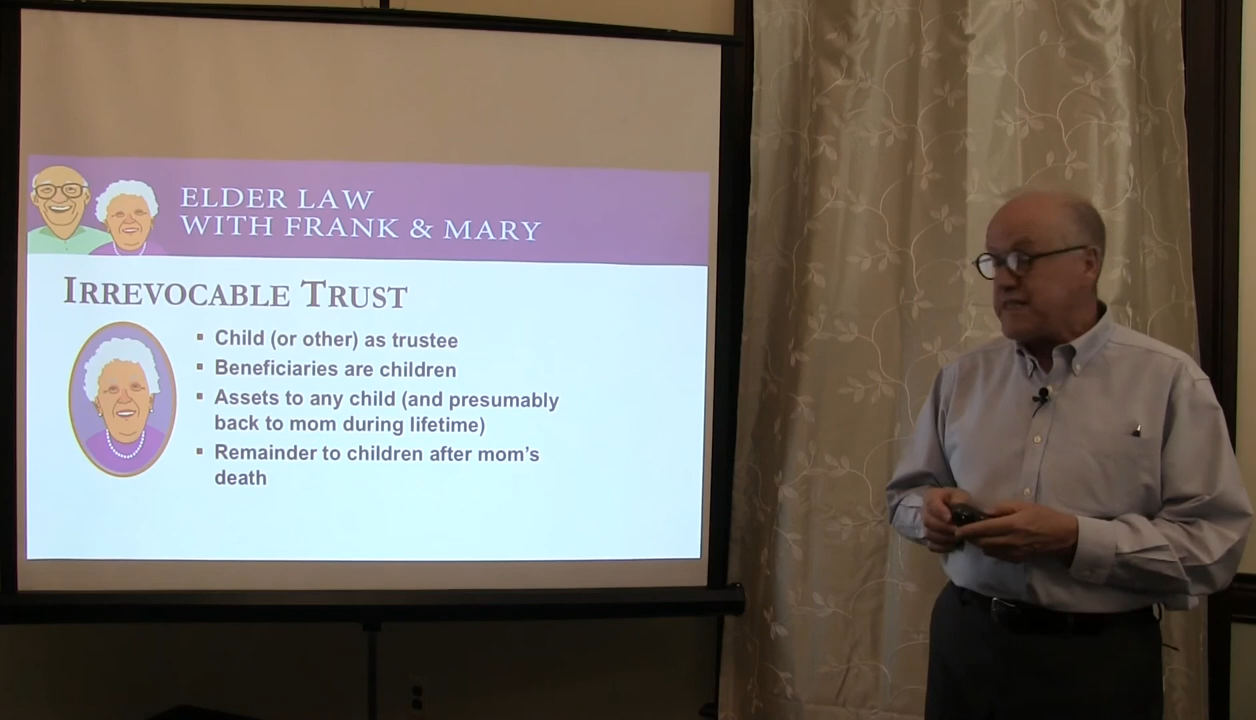 ELDER LAW
WITH FRANK & MARY
IRREVOCABLE TRUST
▪ Child (or other) as trustee
▪ Beneficiaries are children
▪ Assets to any child (and presumably
back to mom during lifetime)
▪ Remainder to children after mom’s
death